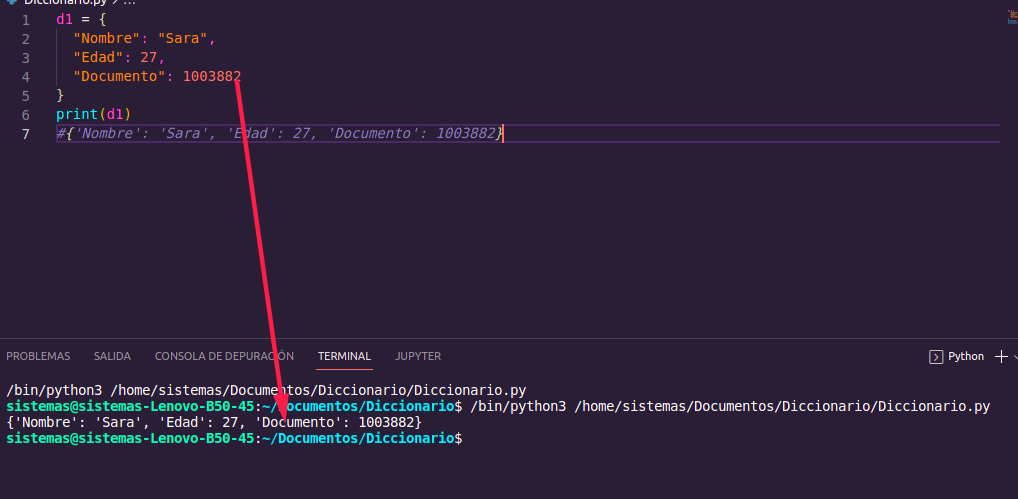 Diccionario.py > ...
1 d1 = {
2 "Nombre": "Sara",
3 "Edad": 27,
4 "Documento": 1003882
5 }
6 print(d1)
7 #{'Nombre': 'Sara', 'Edad': 27, 'Documento': 1003882}
PROBLEMAS SALIDA CONSOLA DE DEPURACIÓN TERMINAL JUPYTER Python
/bin/python3 /home/sistemas/Documentos/Diccionario/Diccionario.py
sistemas@sistemas-Lenovo-B50-45:~/Documentos/Diccionario$ /bin/python3 /home/sistemas/Documentos/Diccionario/Diccionario.py
{'Nombre': 'Sara', 'Edad': 27, 'Documento': 1003882}
sistemas@sistemas-Lenovo-B50-45:~/Documentos/Diccionario$